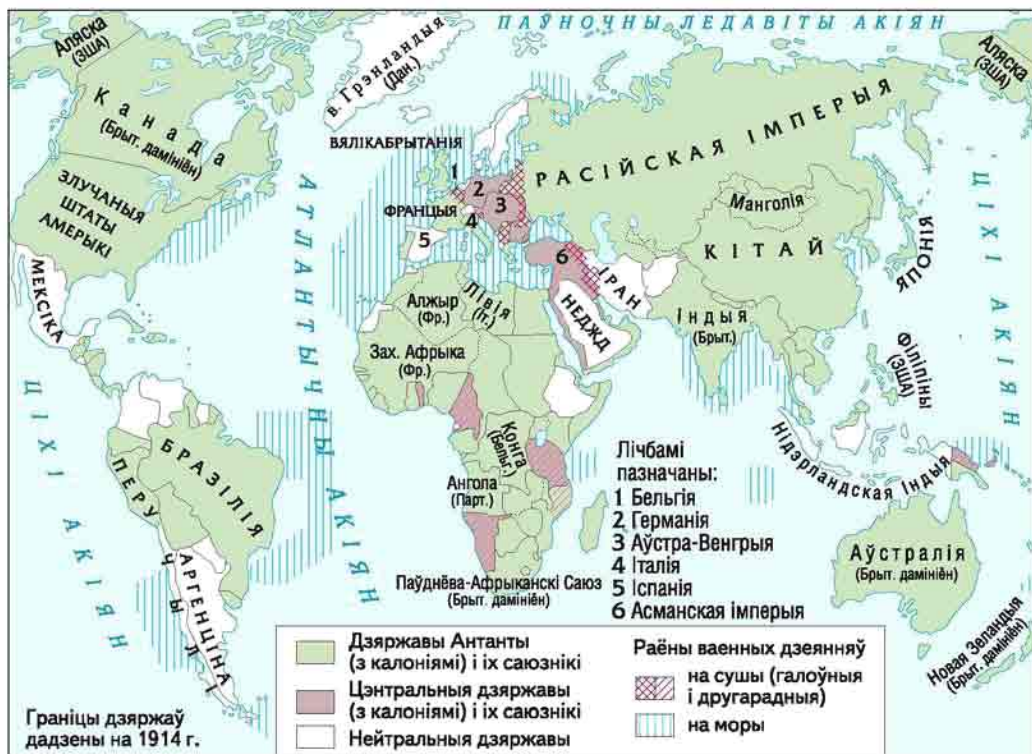 ПАЎНОЧНЫ ЛЕДАВІТЫ АКІЯН
Аляска
(ЗША)
Канада
(Брыт. дамініён)
ЗЛУЧАНЫЯ
ШТАТЫ
АМЕРЫКІ
МЕКСІКА
в. Грэнландыя
(Дан.)
ВЯЛІКАБРЫТАНІЯ
1
2
3
ФРАНЦЫЯ
4
5
6
РАСІЙСКАЯ ІМПЕРЫЯ
Аляска
(ЗША)
Манголія
КІТАЙ
ЯПОНІЯ
ІРАН
НЕДЖД
Індыя
(Брыт.)
Філіпіны
(ЗША)
Нідэрландская Індыя
Алжыр
(Фр.)
Лівія
(Іт.)
Зах. Афрыка
(Фр.)
Конга
(Бельг.)
Ангола
(Парт.)
Паўднёва-Афрыканскі Саюз
(Брыт. дамініён)
АТЛАНТЫЧНЫ АКІЯН
ЦІХІ АКІЯН
ЦІХІ АКІЯН
БРАЗІЛІЯ
ПЕРУ
ЧЫЛІ
АРГЕНЦІНА
Аўстралія
(Брыт. дамініён)
Новая Зеландыя
(Брыт. дамініён)
Лічбамі
пазначаны:
1 Бельгія
2 Германія
3 Аўстра-Венгрыя
4 Італія
5 Іспанія
6 Асманская імперыя
Граніцы дзяржаў
дадзены на 1914 г.
Дзяржавы Антанты
(з калоніямі) і іх саюзнікі
Цэнтральныя дзяржавы
(з калоніямі) і іх саюзнікі
Нейтральныя дзяржавы
Раёны ваенных дзеянняў
на сушы (галоўныя
і другарадныя)
на моры